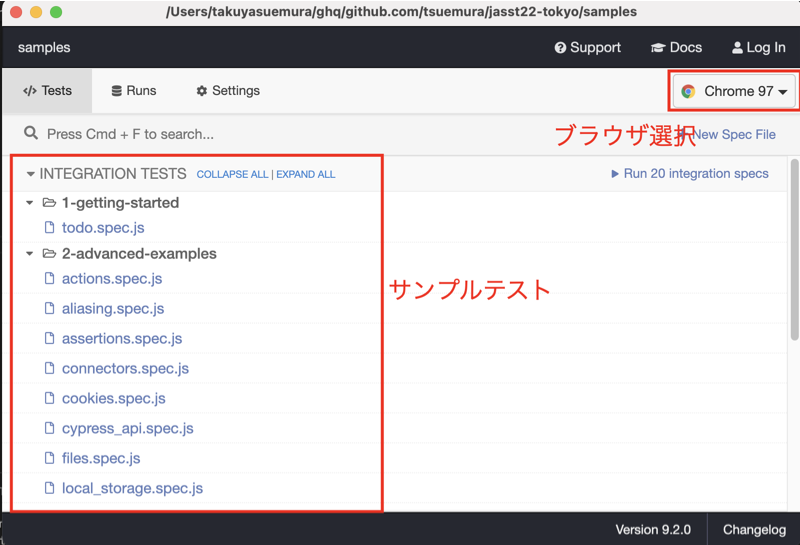 /Users/takuyasuemura/ghq/github.com/tsuemura/jasst22-tokyo/samples
samples Support Docs Log In
Tests Runs Settings Chrome 97
Press Cmd + F to search... ブラウザ選択 New Spec File
INTEGRATION TESTS COLLAPSE ALL | EXPAND ALL Run 20 integration specs
1-getting-started
todo.spec.js
2-advanced-examples
actions.spec.js
サンプルテスト
aliasing.spec.js
assertions.spec.js
connectors.spec.js
cookies.spec.js
cypress_api.spec.js
files.spec.js
local_storage.spec.js
Version 9.2.0 Changelog